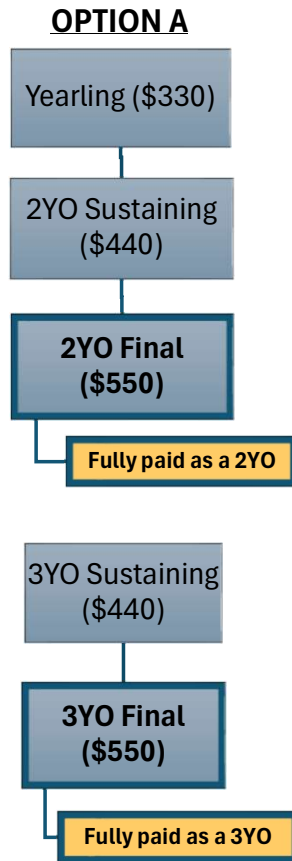 OPTION A
Yearling ($330)
2YO Sustaining
($440)
2YO Final
($550)
Fully paid as a 2YO
3YO Sustaining
($440)
3YO Final
($550)
Fully paid as a 3YO